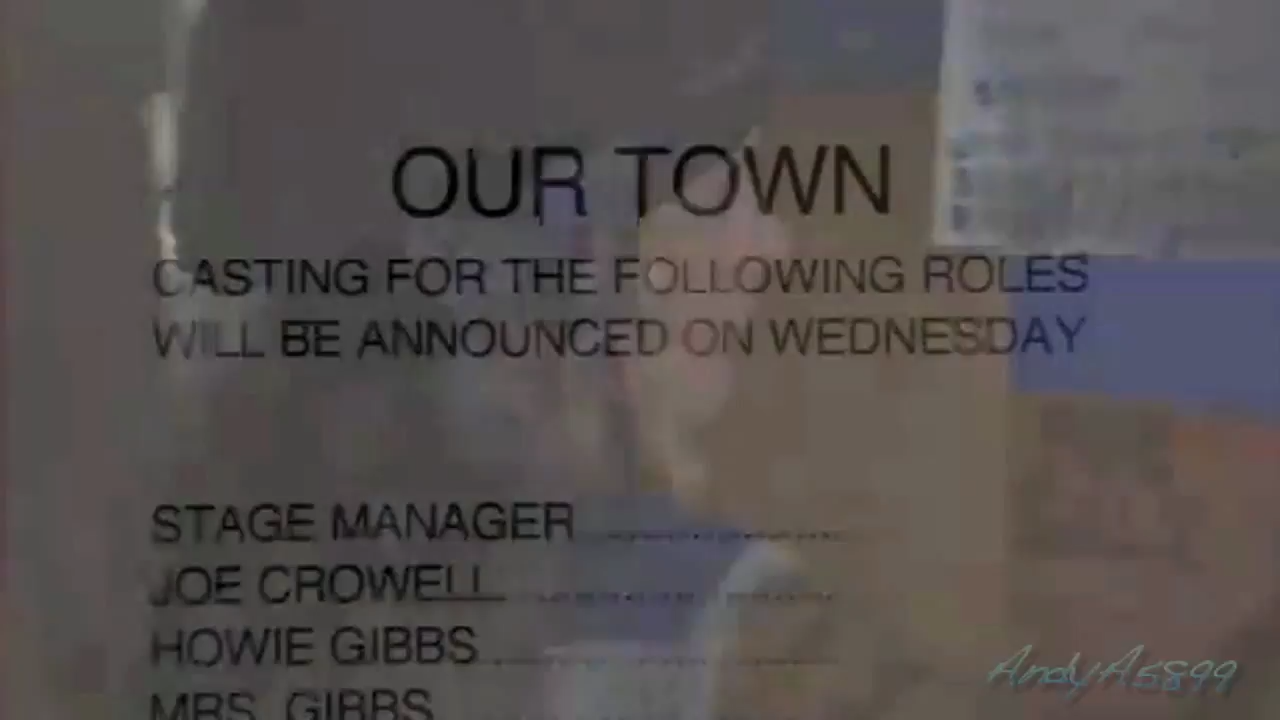 OUR TOWN
CASTING FOR THE FOLLOWING ROLES
WILL BE ANNOUNCED ON WEDNESDAY
STAGE MANAGER
JOE CROWELL
HOWIE GIBBS
MRS. GIBBS
AndyA5899